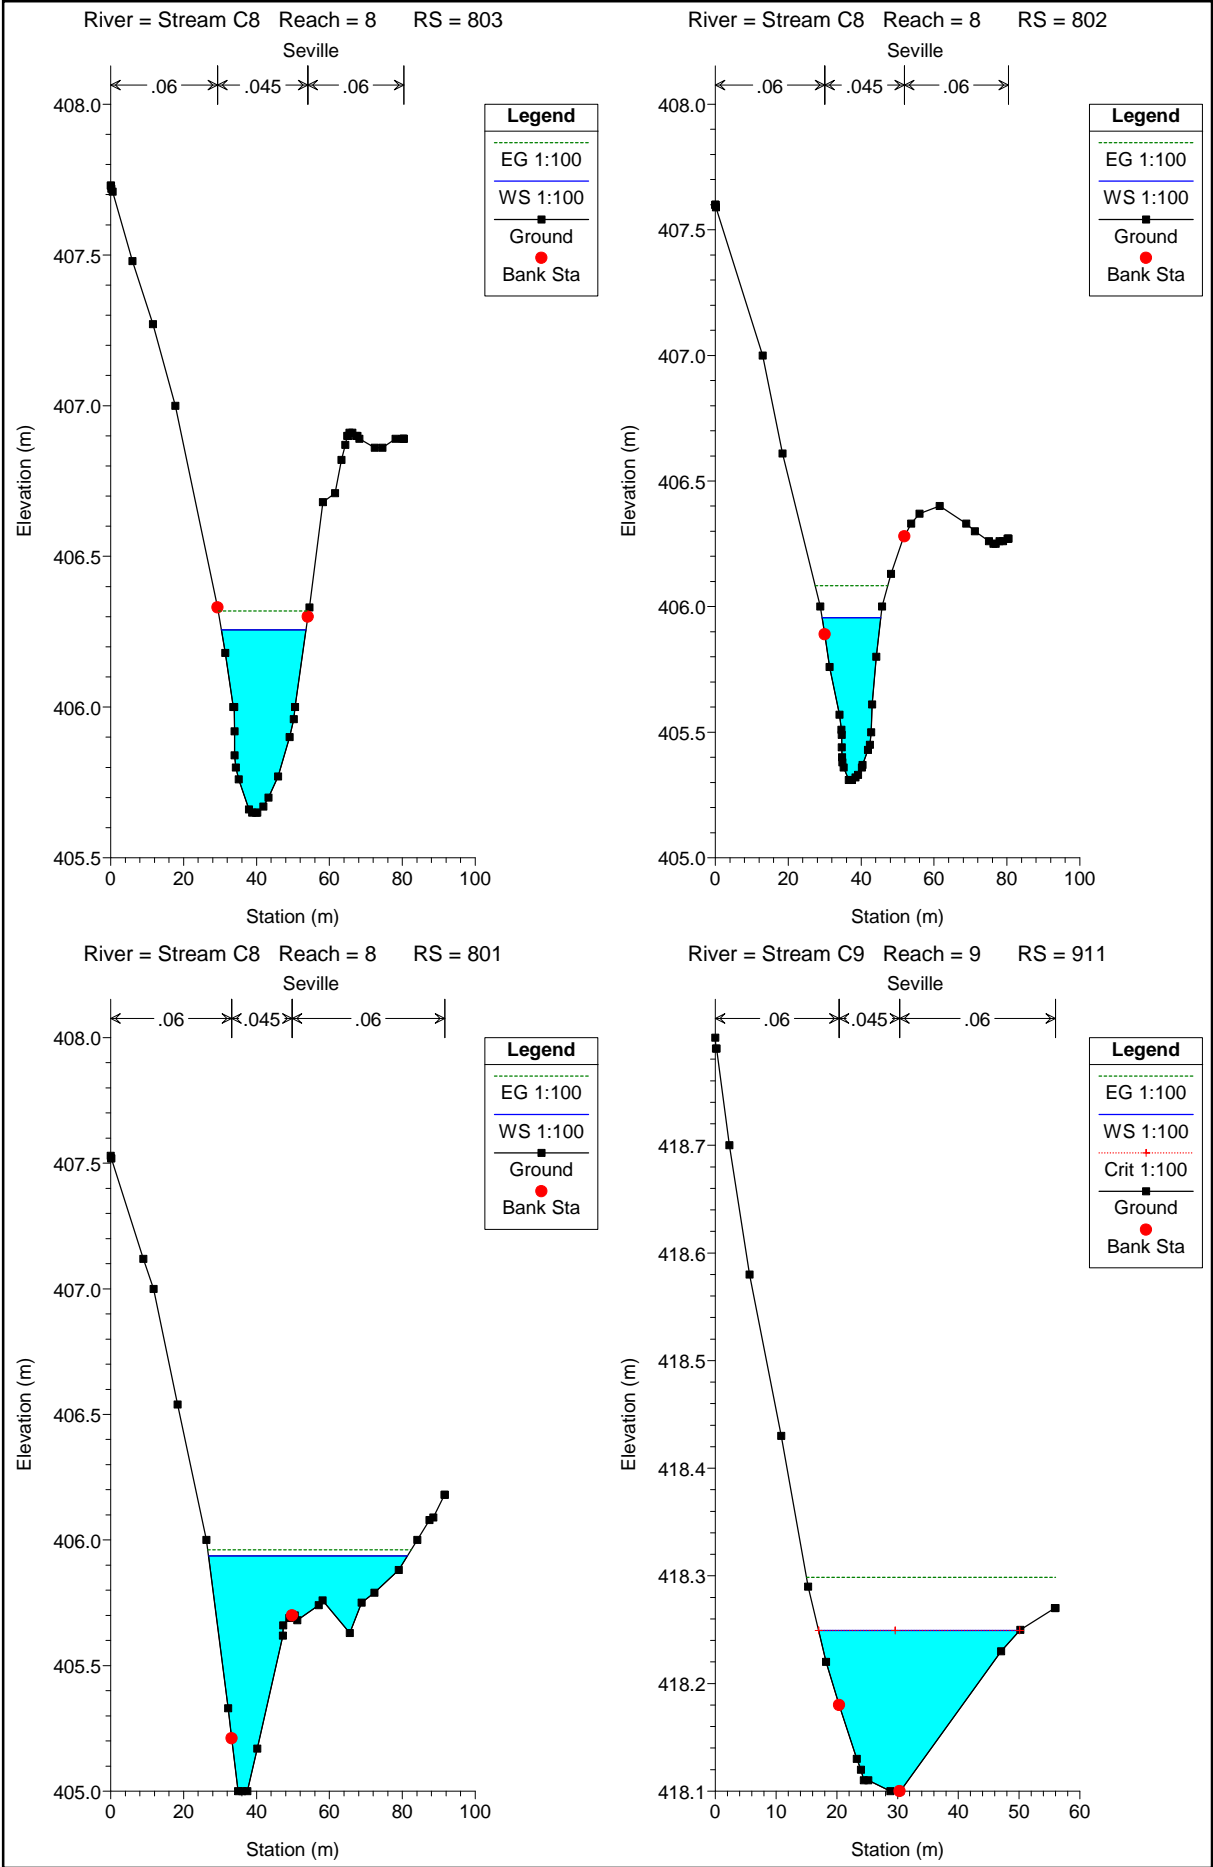 River = Stream C8 Reach = 8 RS = 803
Seville
.06 .045 .06
408.0
407.5
407.0
406.5
406.0
405.5
Elevation (m)
0 20 40 60 80 100
Station (m)
Legend
EG 1:100
WS 1:100
Ground
Bank Sta
River = Stream C8 Reach = 8 RS = 802
Seville
.06 .045 .06
408.0
407.5
407.0
406.5
406.0
405.5
405.0
Elevation (m)
0 20 40 60 80 100
Station (m)
Legend
EG 1:100
WS 1:100
Ground
Bank Sta
River = Stream C8 Reach = 8 RS = 801
Seville
.06 .045 .06
408.0
407.5
407.0
406.5
406.0
405.5
405.0
Elevation (m)
0 20 40 60 80 100
Station (m)
Legend
EG 1:100
WS 1:100
Ground
Bank Sta
River = Stream C9 Reach = 9 RS = 911
Seville
.06 .045 .06
418.7
418.6
418.5
418.4
418.3
418.2
418.1
Elevation (m)
0 10 20 30 40 50 60
Station (m)
Legend
EG 1:100
WS 1:100
Crit 1:100
Ground
Bank Sta